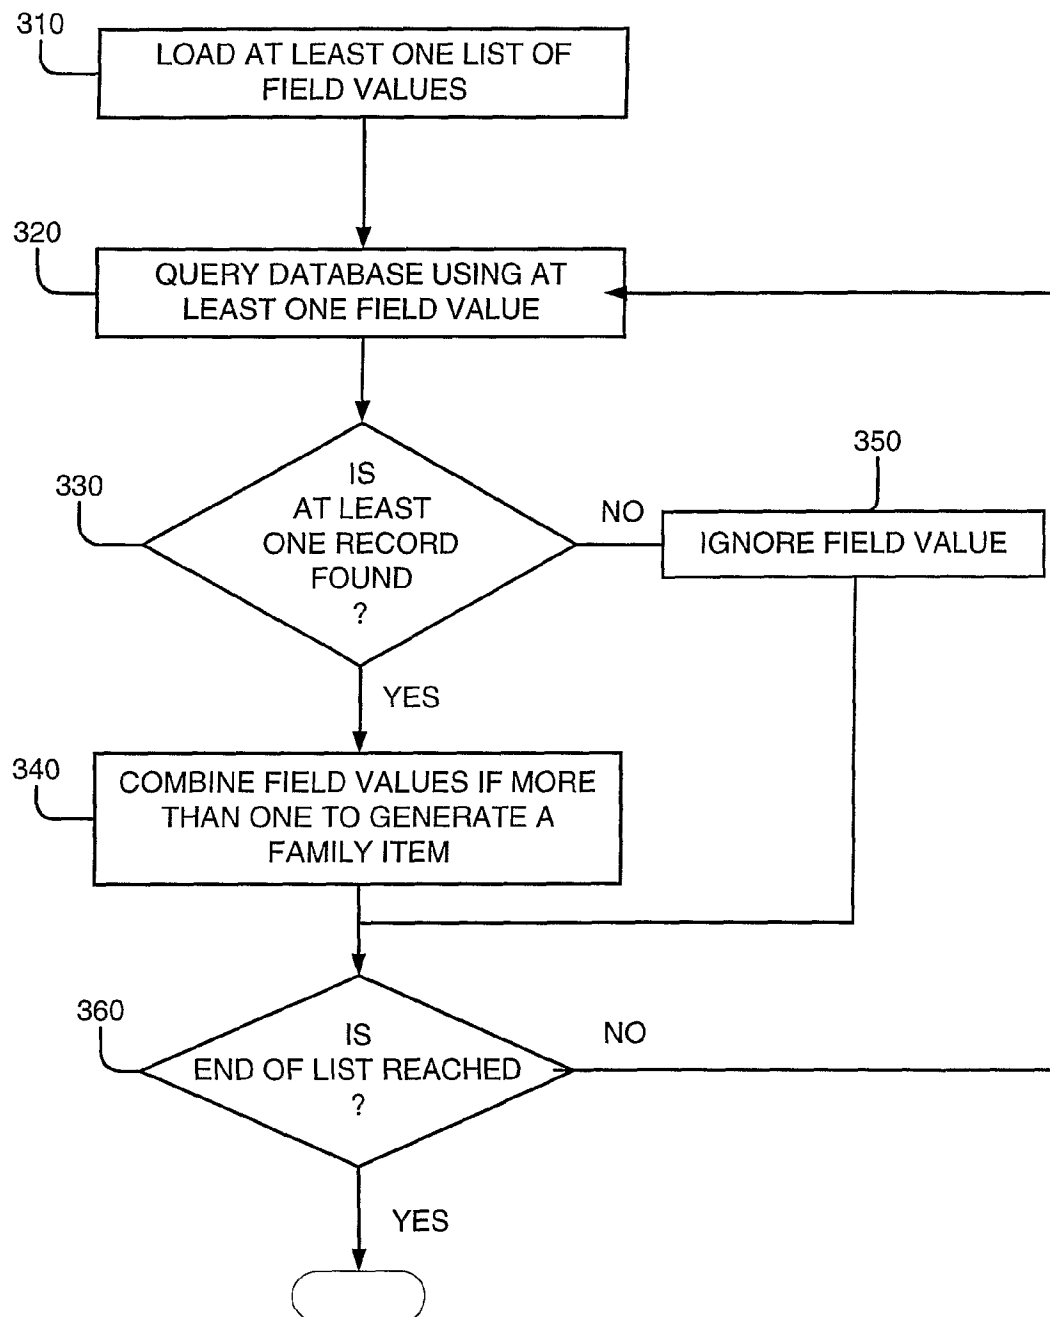 310
LOAD AT LEAST ONE LIST OF
FIELD VALUES
320
QUERY DATABASE USING AT
LEAST ONE FIELD VALUE
330
IS
AT LEAST
ONE RECORD
FOUND
?
NO
350
IGNORE FIELD VALUE
YES
340
COMBINE FIELD VALUES IF MORE
THAN ONE TO GENERATE A
FAMILY ITEM
360
IS
END OF LIST REACHED
?
NO
YES